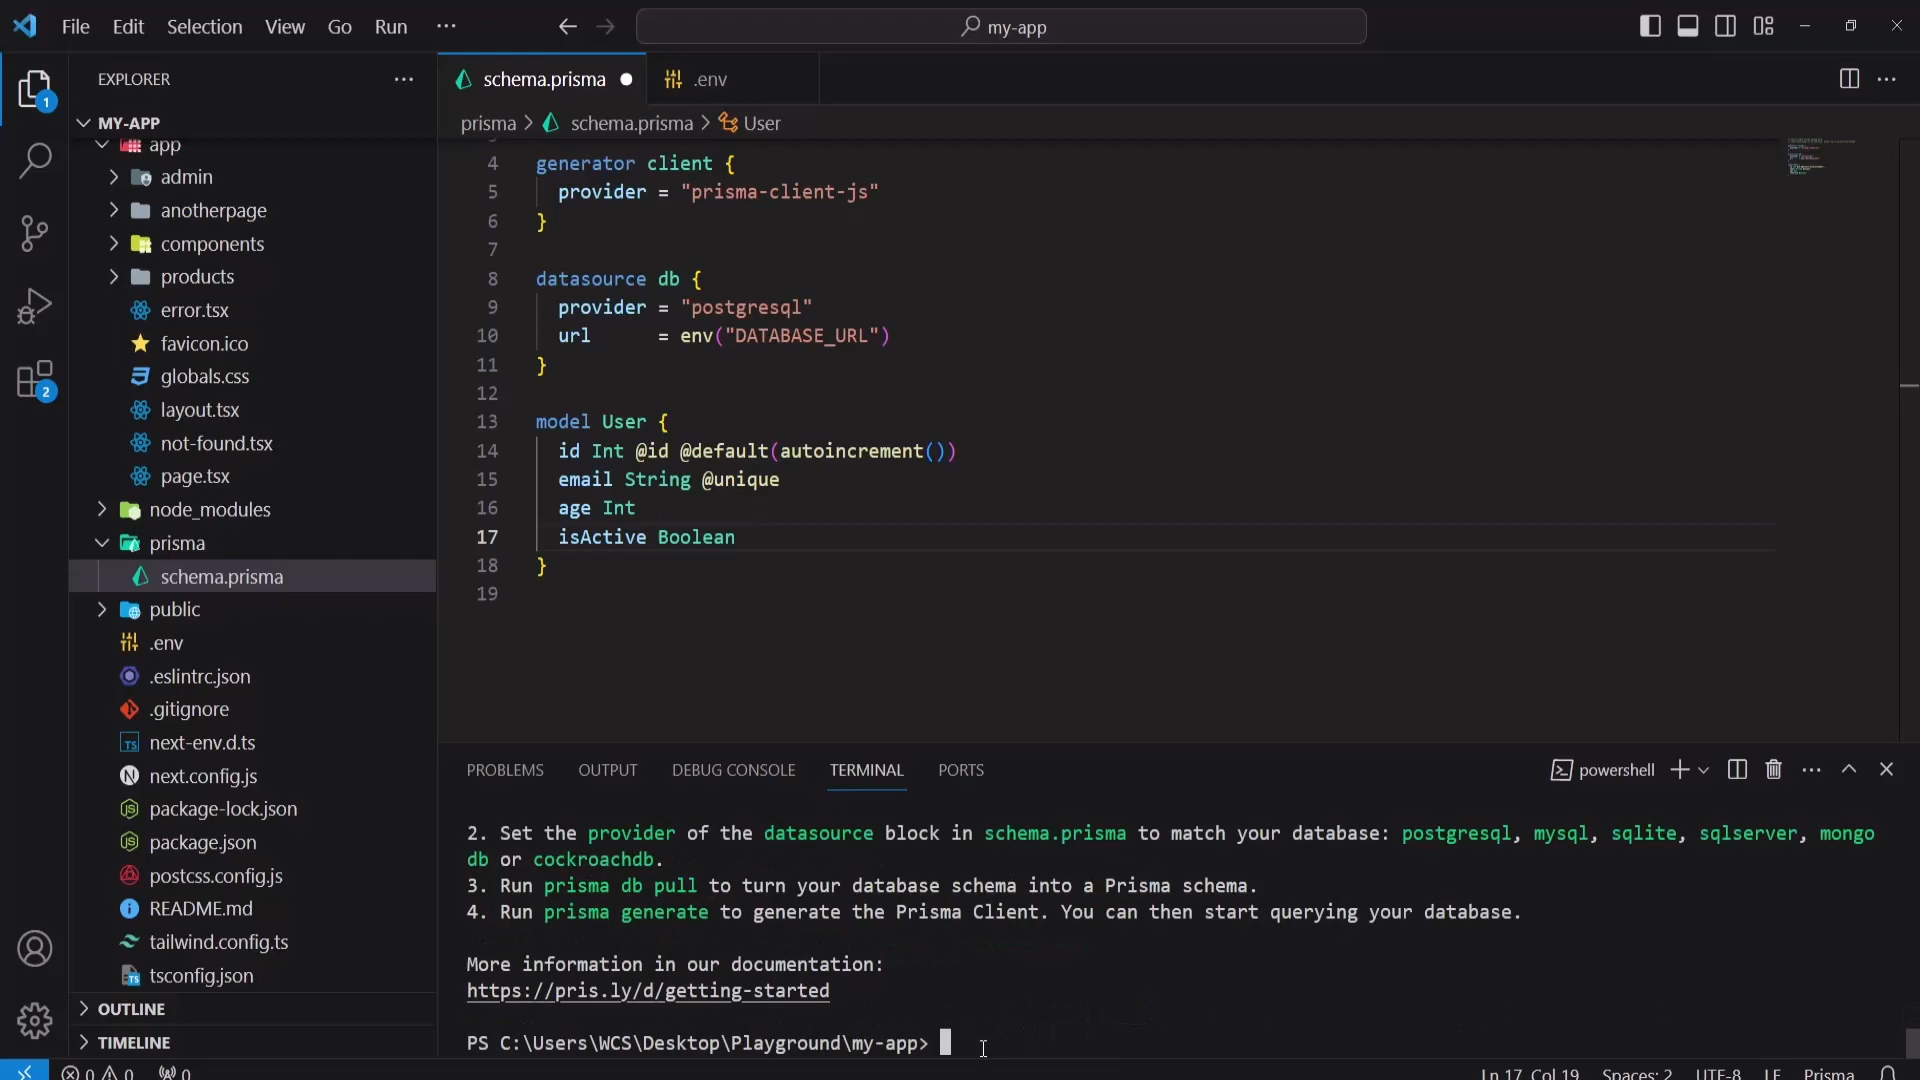 File Edit Selection View Go Run ···
my-app
EXPLORER
schema.prisma
.env
MY-APP
prisma > schema.prisma > User
app
admin
anotherpage
components
products
error.tsx
favicon.ico
globals.css
layout.tsx
not-found.tsx
page.tsx
node_modules
prisma
schema.prisma
public
.env
.eslintrc.json
.gitignore
next-env.d.ts
next.config.js
package-lock.json
package.json
postcss.config.js
README.md
tailwind.config.ts
tsconfig.json
OUTLINE
TIMELINE
1
2
4 generator client {
5 provider = "prisma-client-js"
6 }
7
8 datasource db {
9 provider = "postgresql"
10 url = env("DATABASE_URL")
11 }
12
13 model User {
14 id Int @id @default(autoincrement())
15 email String @unique
16 age Int
17 isActive Boolean
18 }
19
PROBLEMS OUTPUT DEBUG CONSOLE TERMINAL PORTS
powershell
2. Set the provider of the datasource block in schema.prisma to match your database: postgresql, mysql, sqlite, sqlserver, mongo
db or cockroachdb.
3. Run prisma db pull to turn your database schema into a Prisma schema.
4. Run prisma generate to generate the Prisma Client. You can then start querying your database.
More information in our documentation:
https://pris.ly/d/getting-started
PS C:\Users\WCS\Desktop\Playground\my-app>
0 0 0
Ln 17, Col 19 Spaces: 2 UTF-8 LF Prisma